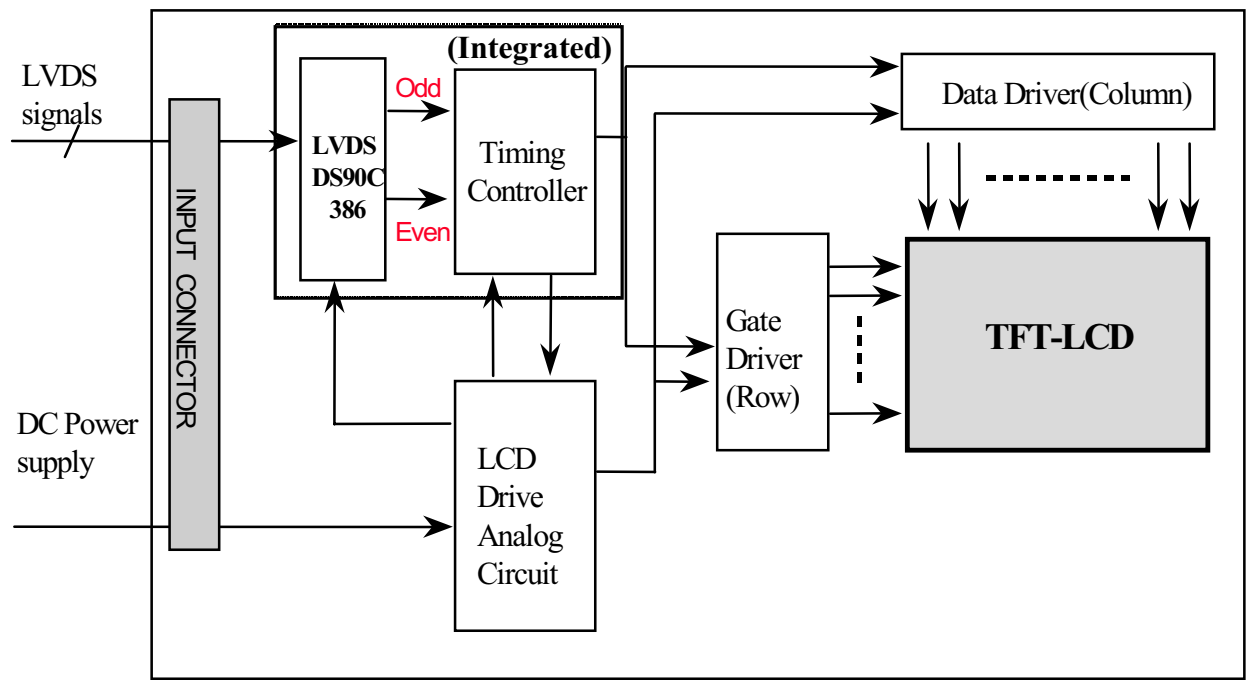 (Integrated)
LVDS
signals
Odd
Even
LVDS
DS90C
386
Timing
Controller
Data Driver(Column)
INPUT CONNECTOR
Gate
Driver
(Row)
TFT-LCD
DC Power
supply
LCD
Drive
Analog
Circuit